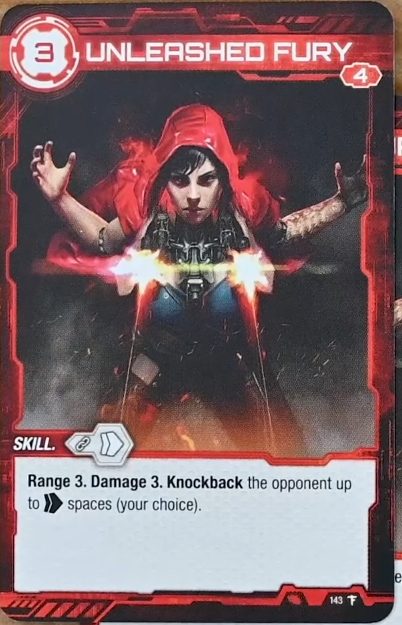 3 UNLEASHED FURY
4
SKILL.
Range 3. Damage 3. Knockback the opponent up
to spaces (your choice).
143